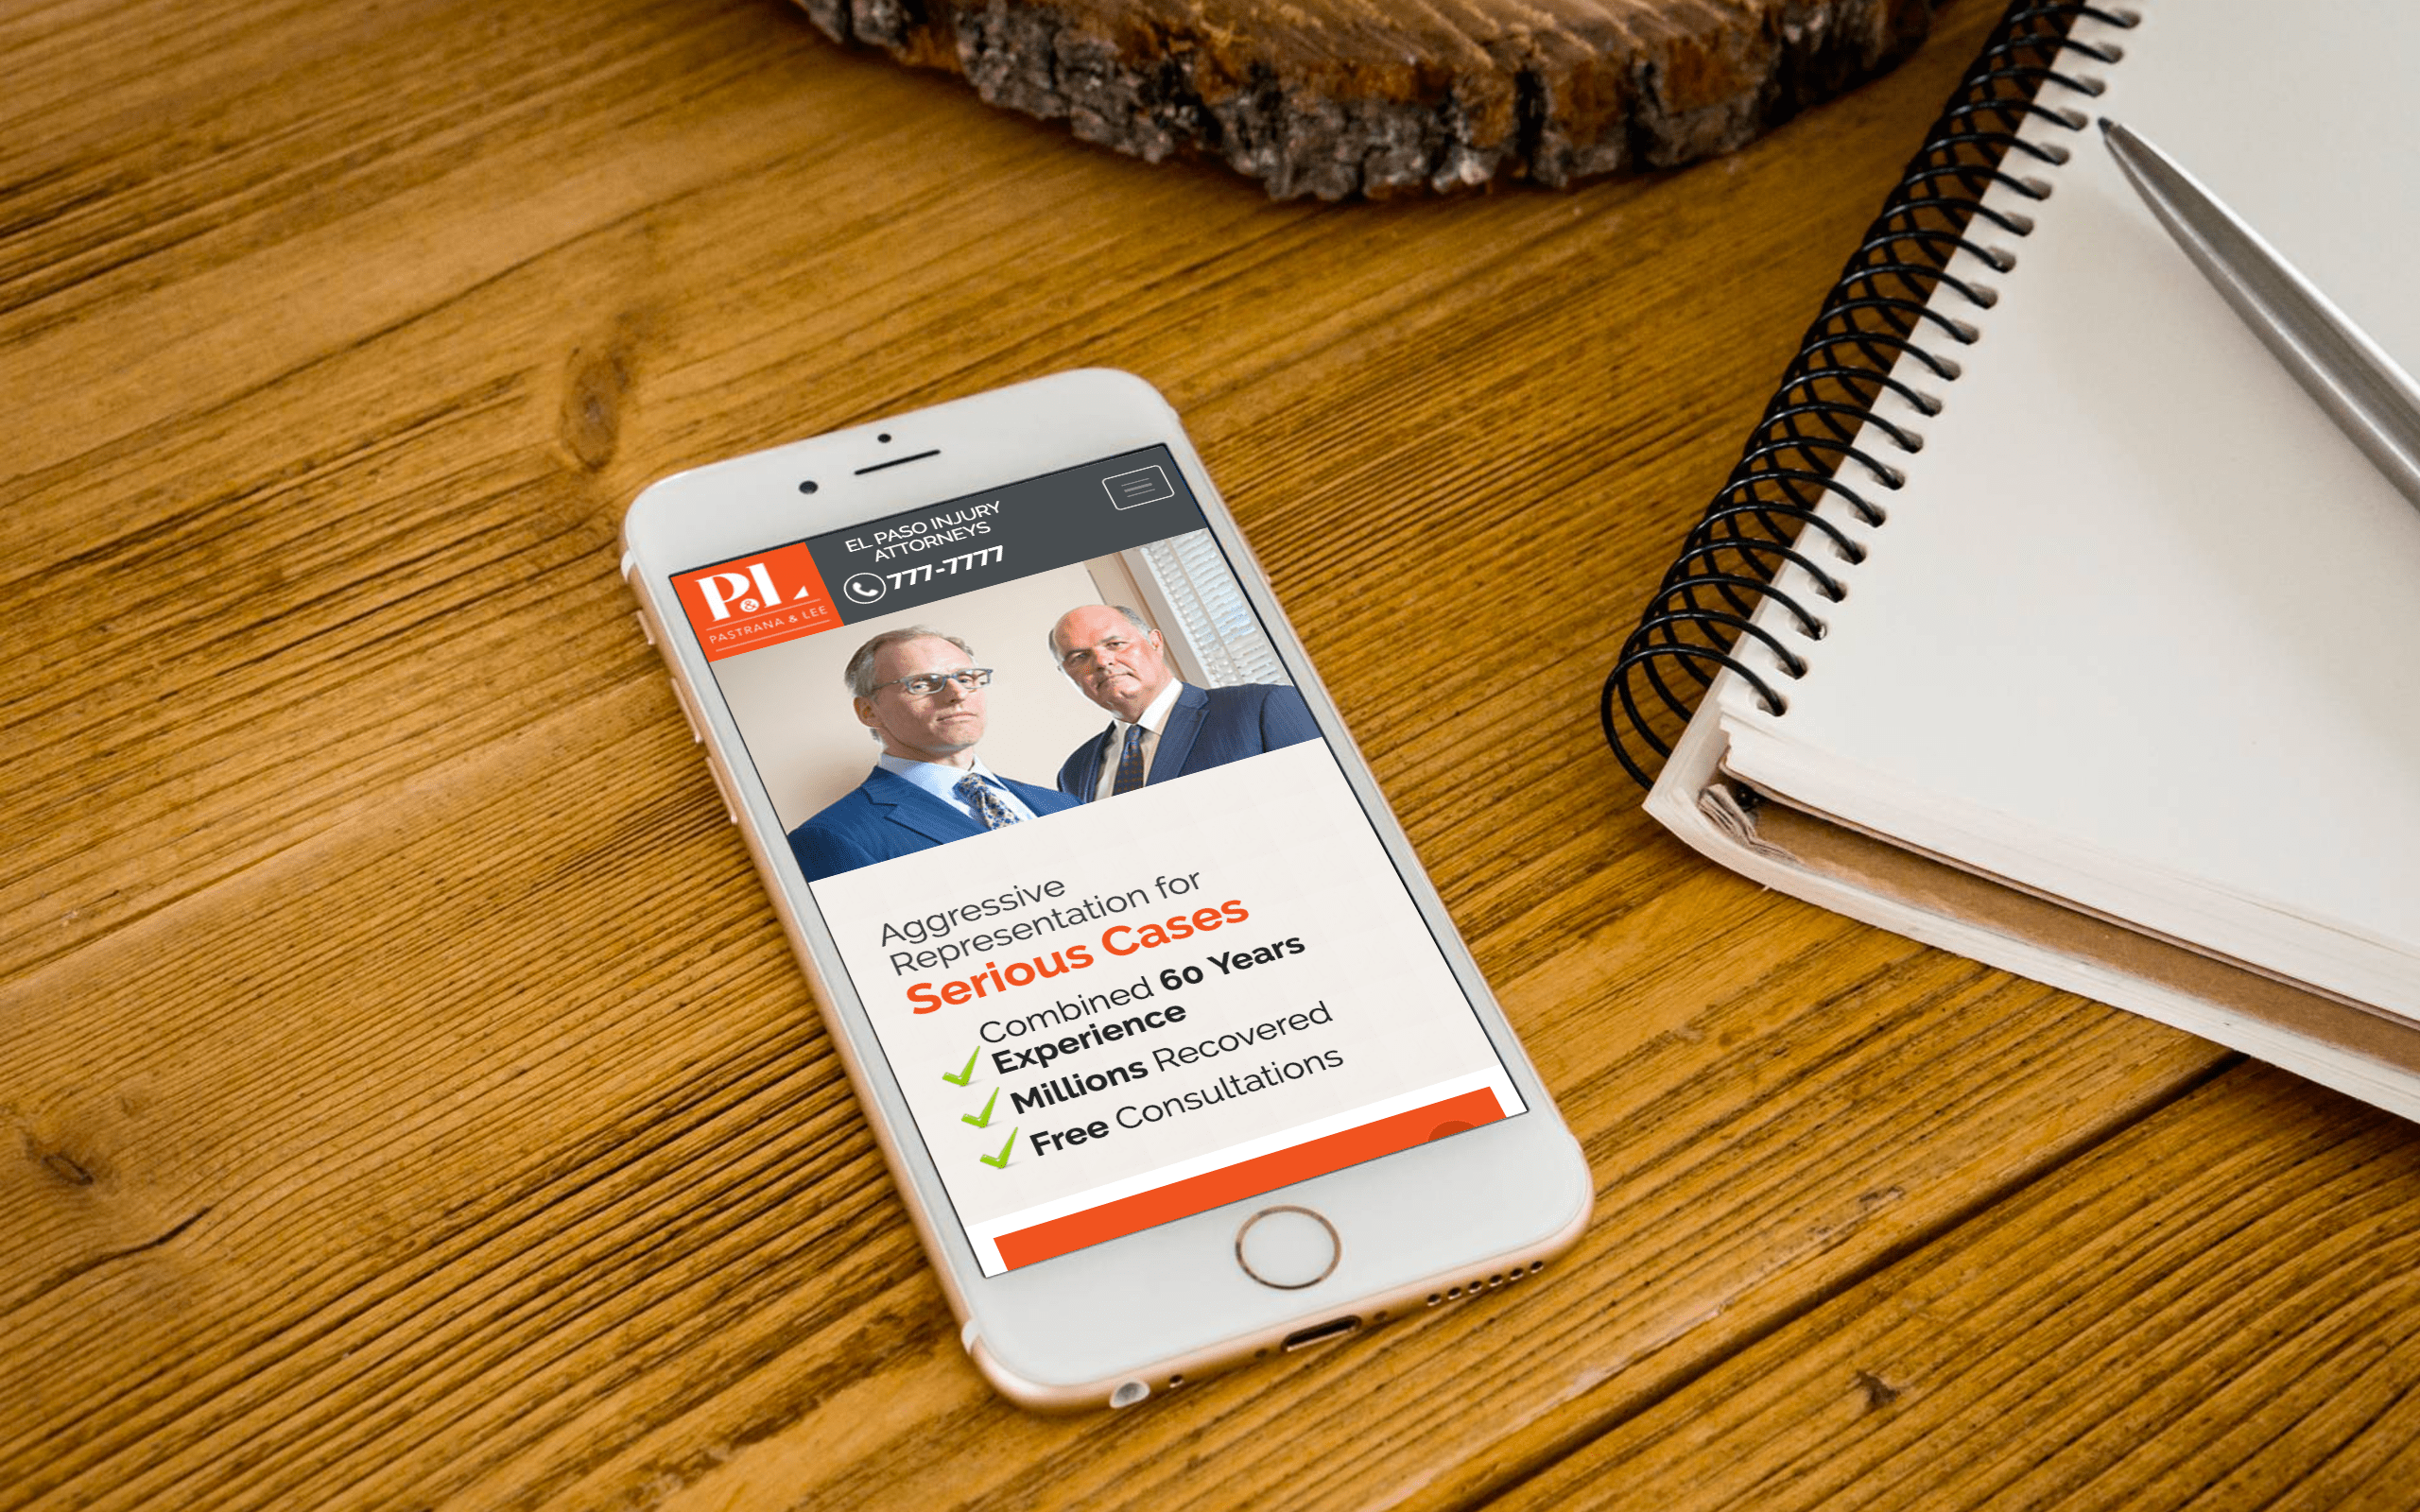 EL PASO INJURY
ATTORNEYS
777-7777
P&L
PASTRANA & LEE
Aggressive
Representation for
Serious Cases
Combined 60 Years
Experience
Millions Recovered
Free Consultations